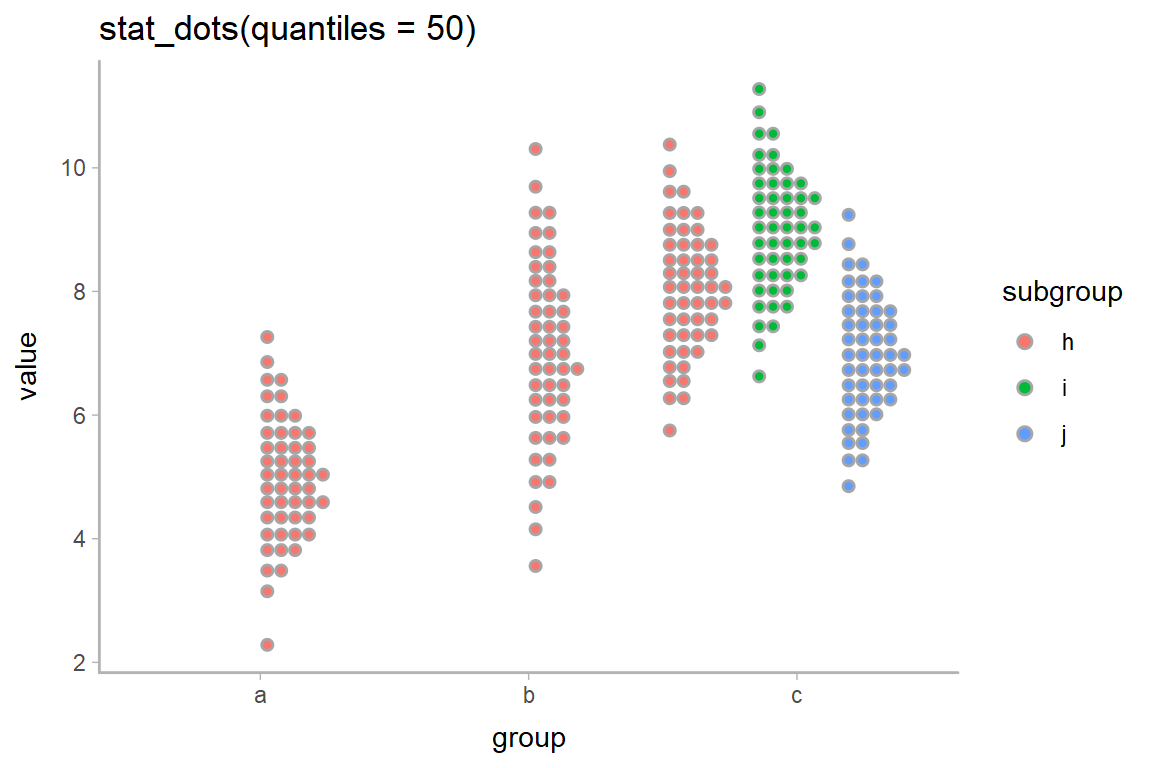 stat_dots(quantiles = 50)
value
10
8
6
4
2
a
b
c
group
subgroup
h
i
j